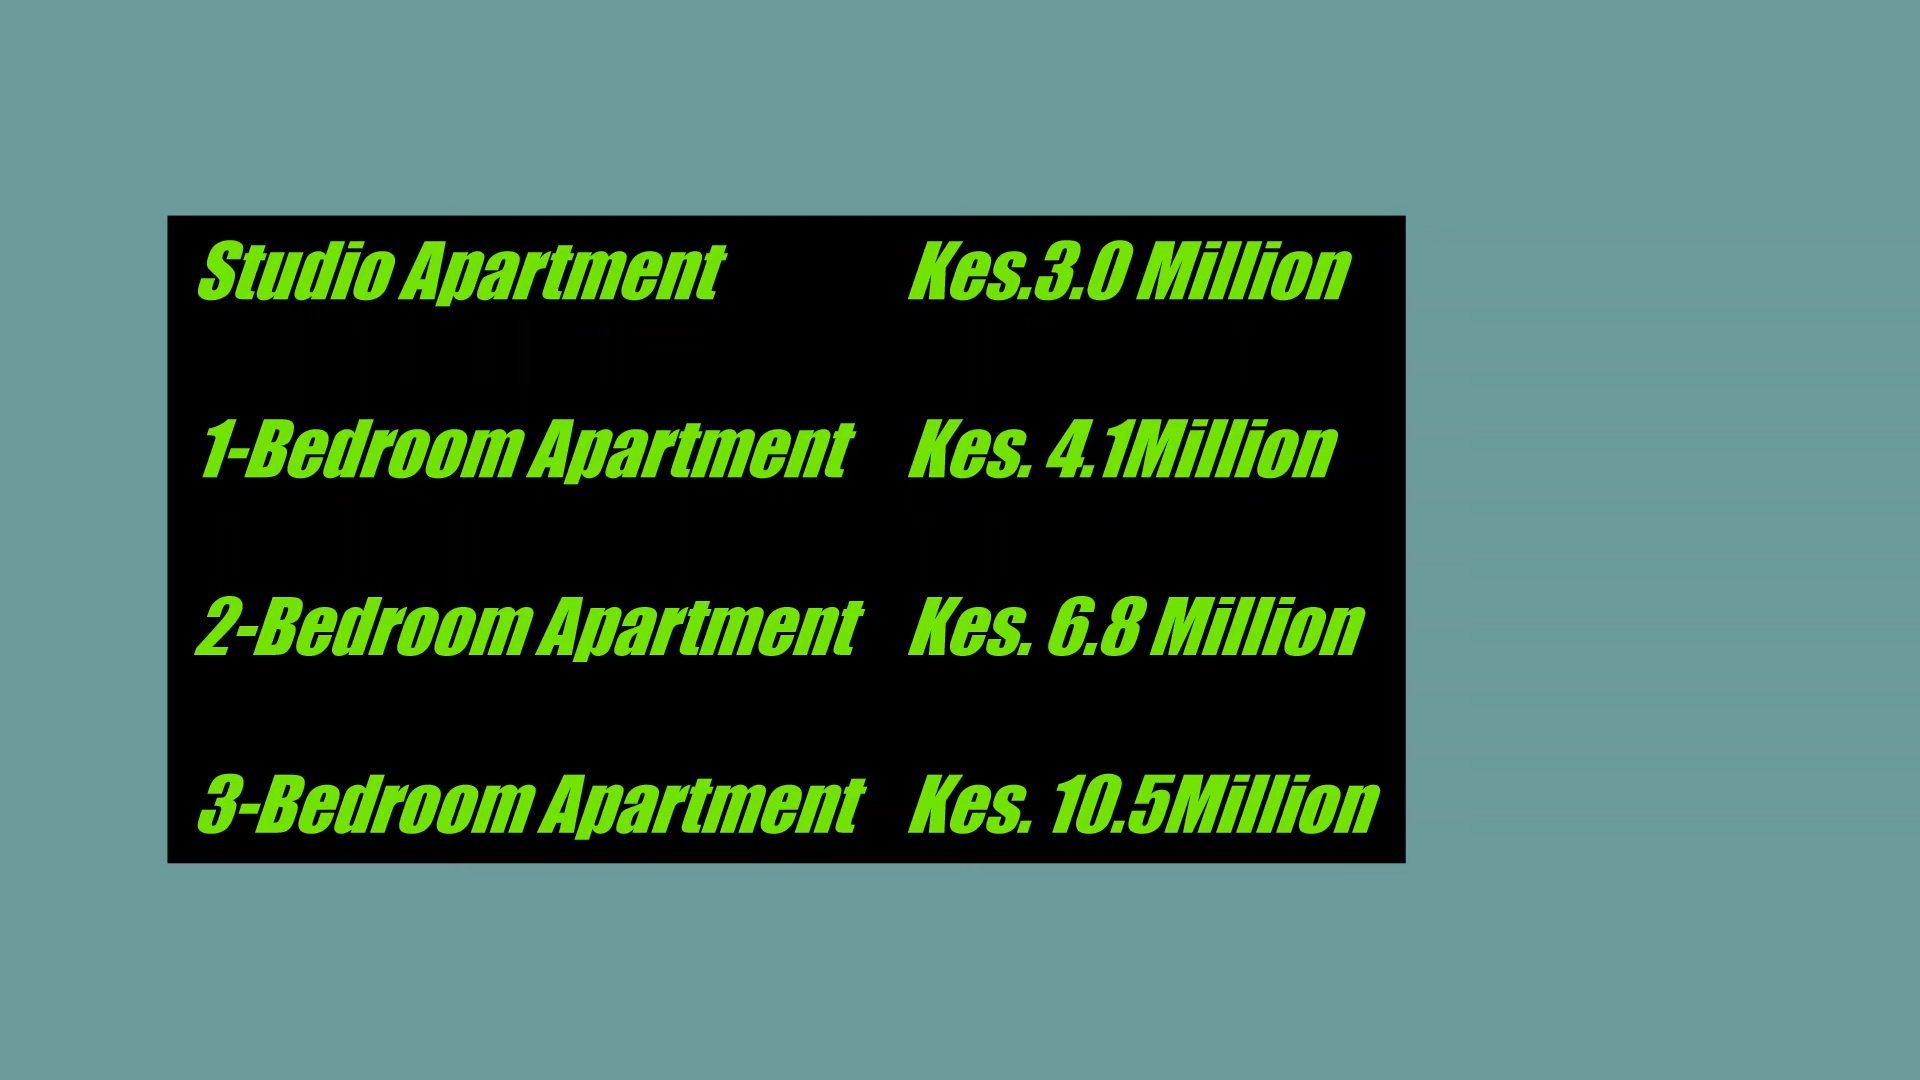 Studio Apartment Kes.3.0 Million
1-Bedroom Apartment Kes. 4.1Million
2-Bedroom Apartment Kes. 6.8 Million
3-Bedroom Apartment Kes. 10.5Million